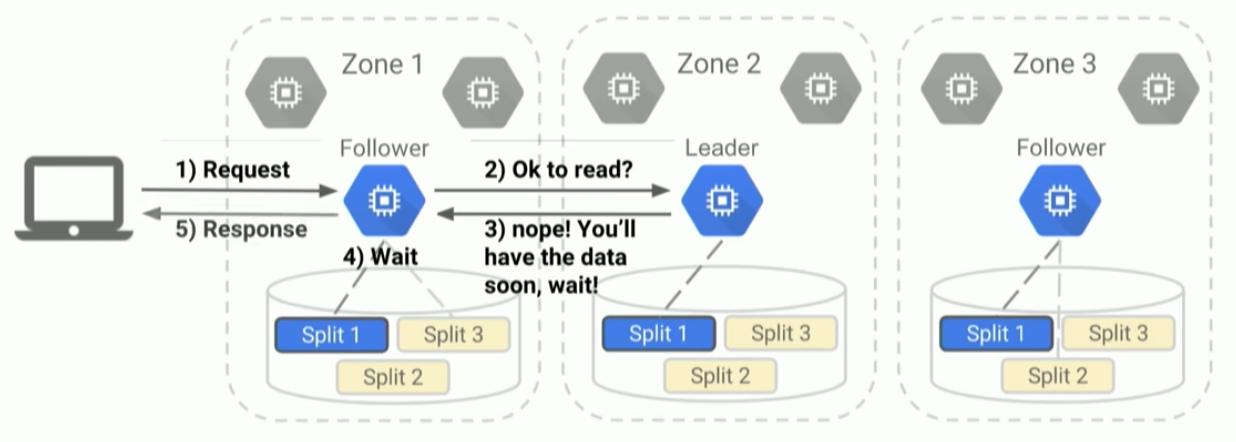 Zone 1
Zone 2
Zone 3
Follower
Leader
Follower
1) Request
2) Ok to read?
5) Response
3) nope! You'll
have the data
soon, wait!
4) Wait
Split 1
Split 3
Split 2
Split 1
Split 3
Split 2
Split 1
Split 3
Split 2